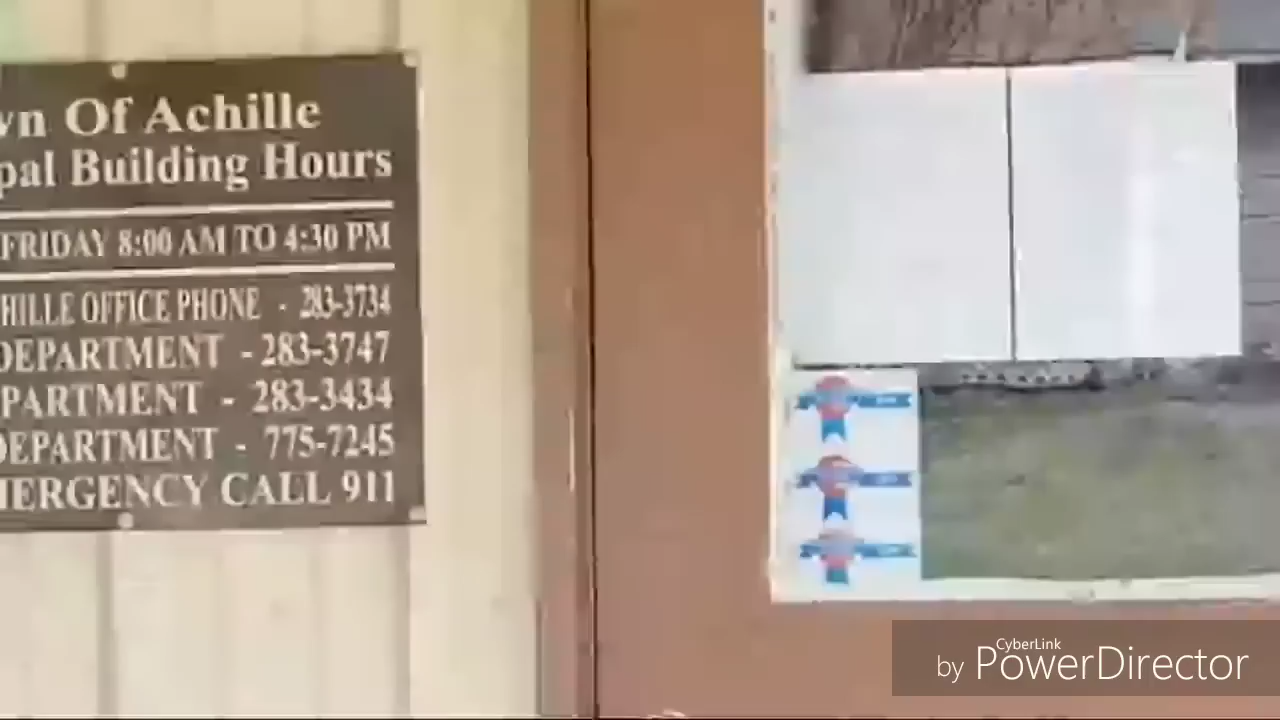 wn Of Achille
pal Building Hours
FRIDAY 8:00 AM TO 4:30 PM
HILLE OFFICE PHONE - 283-3734
DEPARTMENT - 283-3747
PARTMENT - 283-3434
DEPARTMENT - 775-7245
MERGENCY CALL 911
CyberLink
by PowerDirector